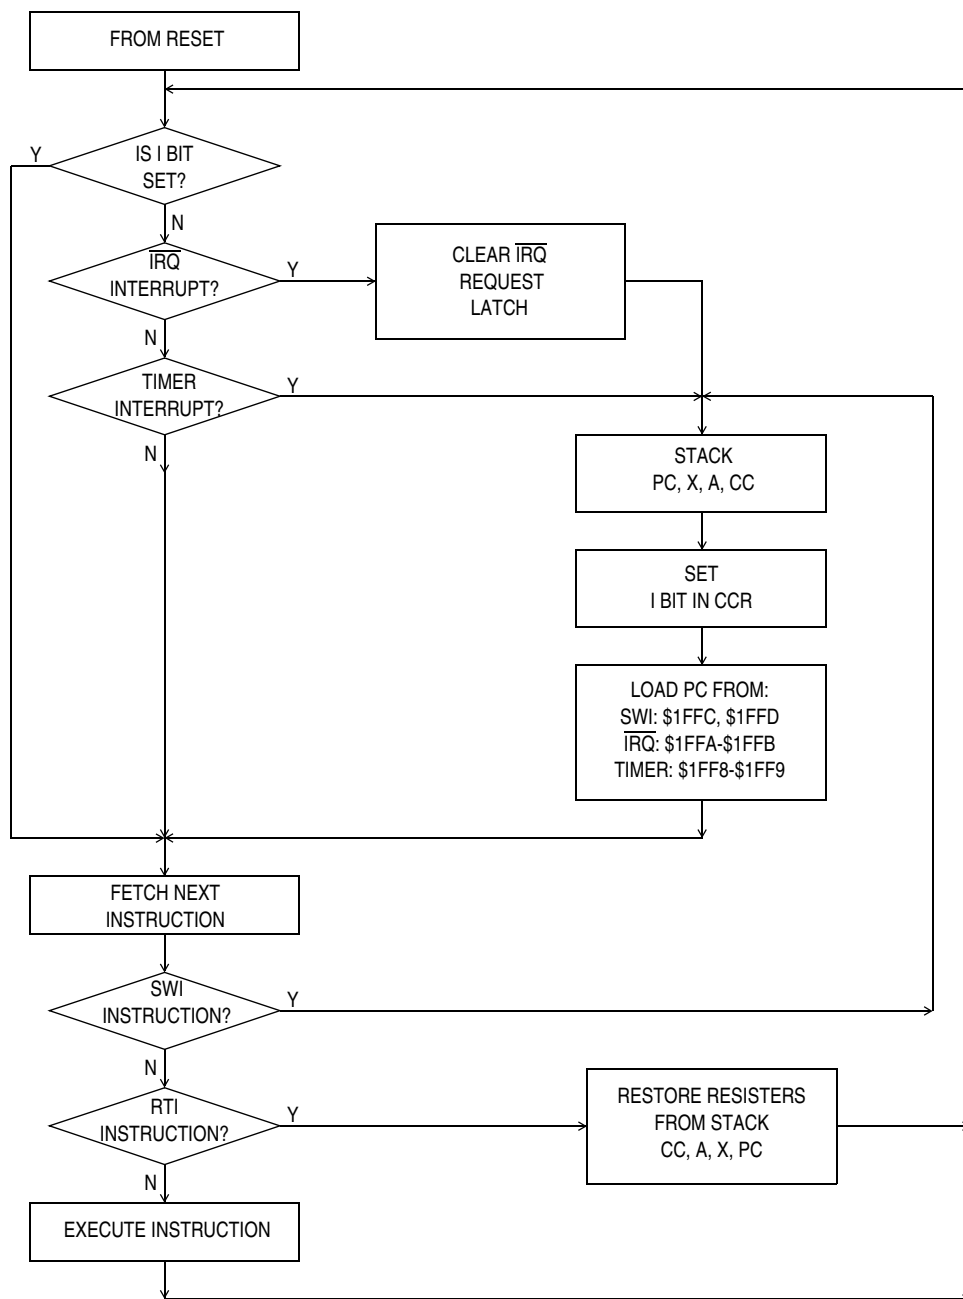 FROM RESET
Y
IS I BIT
SET?
N
IRQ
INTERRUPT?
Y
CLEAR IRQ
REQUEST
LATCH
N
TIMER
INTERRUPT?
Y
N
STACK
PC, X, A, CC
SET
I BIT IN CCR
LOAD PC FROM:
SWI: $1FFC, $1FFD
IRQ: $1FFA-$1FFB
TIMER: $1FF8-$1FF9
FETCH NEXT
INSTRUCTION
SWI
INSTRUCTION?
Y
N
RTI
INSTRUCTION?
Y
RESTORE RESISTERS
FROM STACK
CC, A, X, PC
N
EXECUTE INSTRUCTION